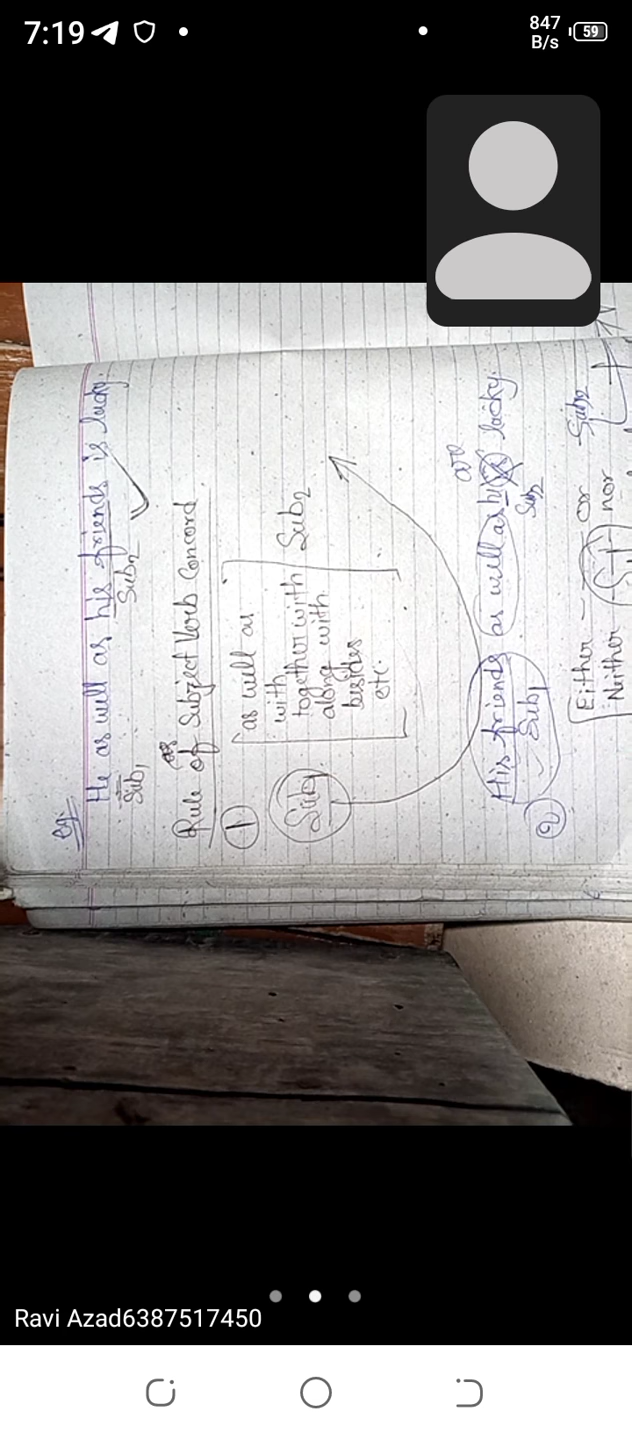 7:19
847
B/s
59
Eg.
He as well as his friends is lucky.
Sub1
Sub2
as
Rule of Subject Verb Concord
①
Sub1
as well as
with
together with
along with
besides
etc.
Sub2
are
His friends as well as he is lucky.
Sub1
Sub2
②
Either - or
Neither nor
Sub2
Ravi Azad6387517450